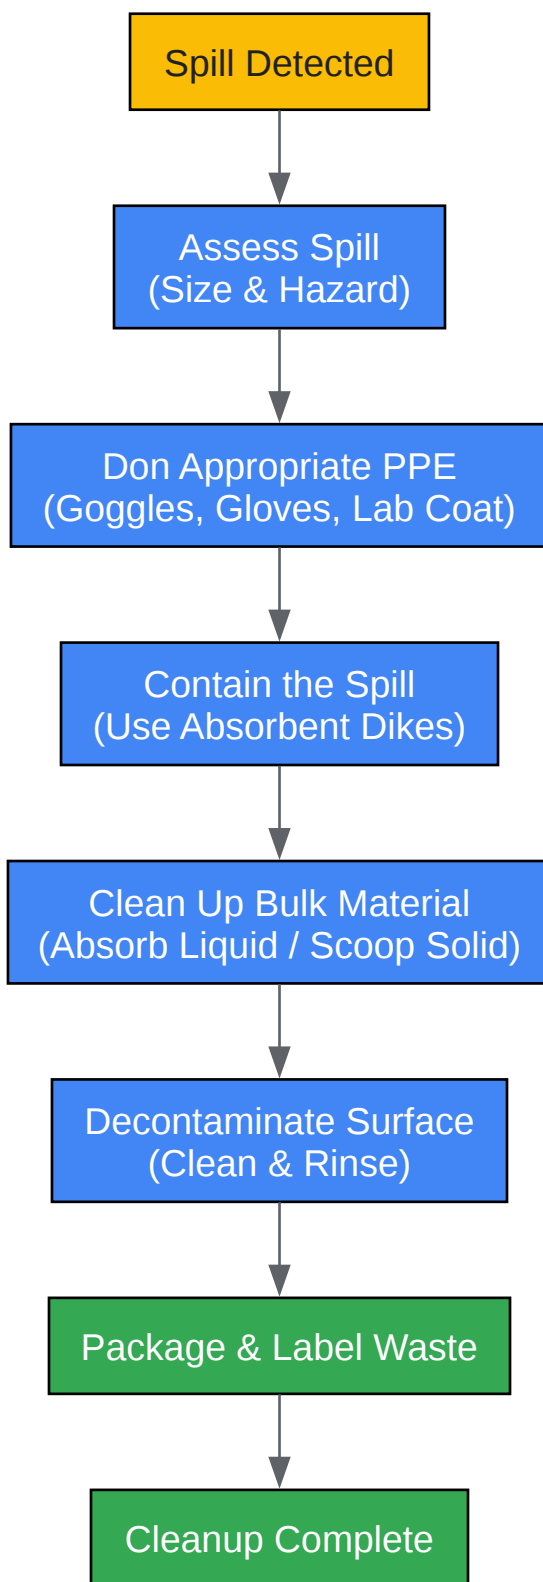 Spill Detected
Assess Spill
(Size & Hazard)
Don Appropriate PPE
(Goggles, Gloves, Lab Coat)
Contain the Spill
(Use Absorbent Dikes)
Clean Up Bulk Material
(Absorb Liquid / Scoop Solid)
Decontaminate Surface
(Clean & Rinse)
Package & Label Waste
Cleanup Complete